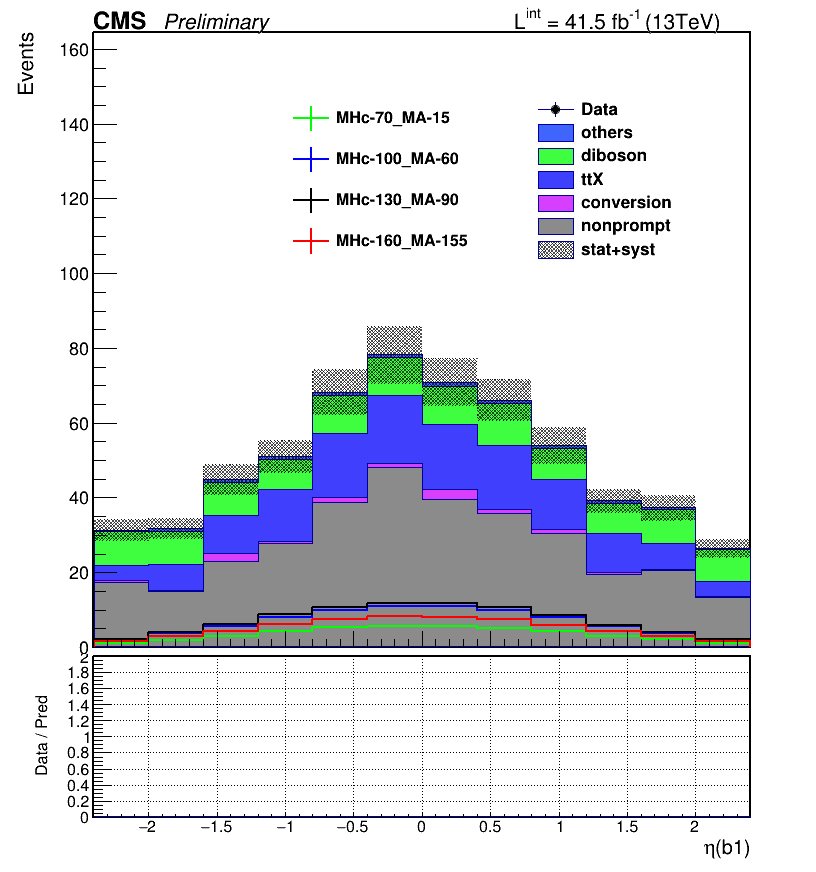 CMS Preliminary L^int = 41.5 fb^-1 (13TeV)
Events
160
140
120
100
80
60
40
20
0
MHc-70_MA-15
MHc-100_MA-60
MHc-130_MA-90
MHc-160_MA-155
Data
others
diboson
ttX
conversion
nonprompt
stat+syst
Data / Pred
2
1.8
1.6
1.4
1.2
1
0.8
0.6
0.4
0.2
0
−2 −1.5 −1 −0.5 0 0.5 1 1.5 2
η(b1)